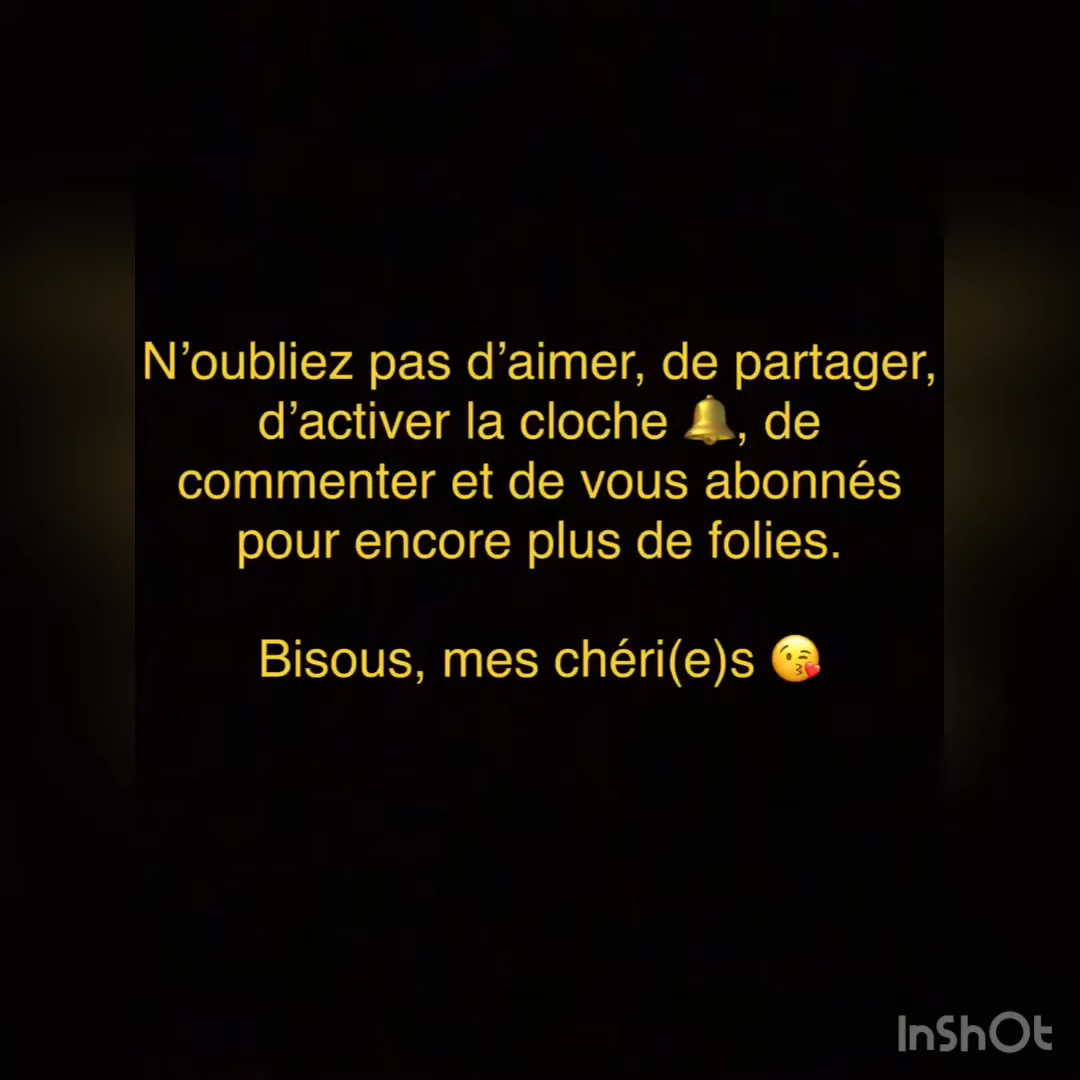 N’oubliez pas d’aimer, de partager,
d’activer la cloche 🔔, de
commenter et de vous abonnés
pour encore plus de folies.
Bisous, mes chéri(e)s 😘
InShOt